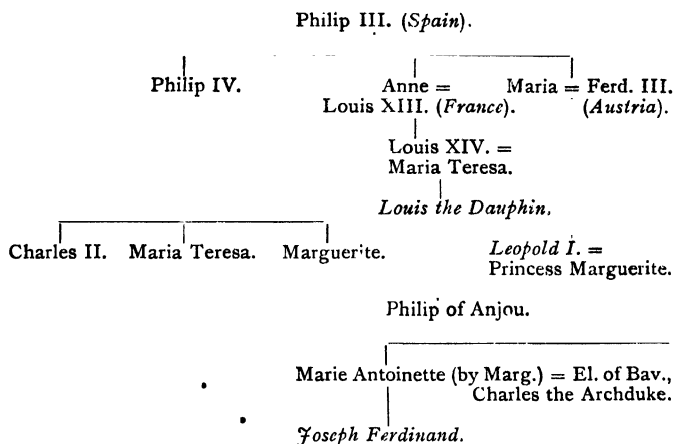 Philip III. (Spain).
Philip IV. Anne = Maria = Ferd. III.
Louis XIII. (France). (Austria).
Louis XIV. =
Maria Teresa.
Louis the Dauphin.
Charles II. Maria Teresa. Marguerite. Leopold I. =
Princess Marguerite.
Philip of Anjou.
Marie Antoinette (by Marg.) = El. of Bav.,
Charles the Archduke.
Joseph Ferdinand.